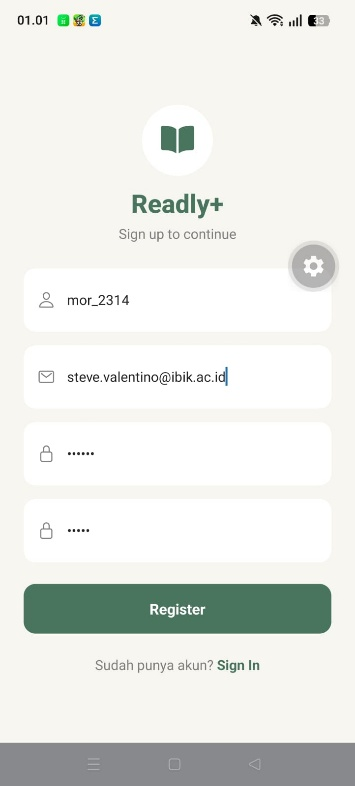 01.01
33
Readly+
Sign up to continue
mor_2314
steve.valentino@ibik.ac.id
••••••
•••••
Register
Sudah punya akun? Sign In